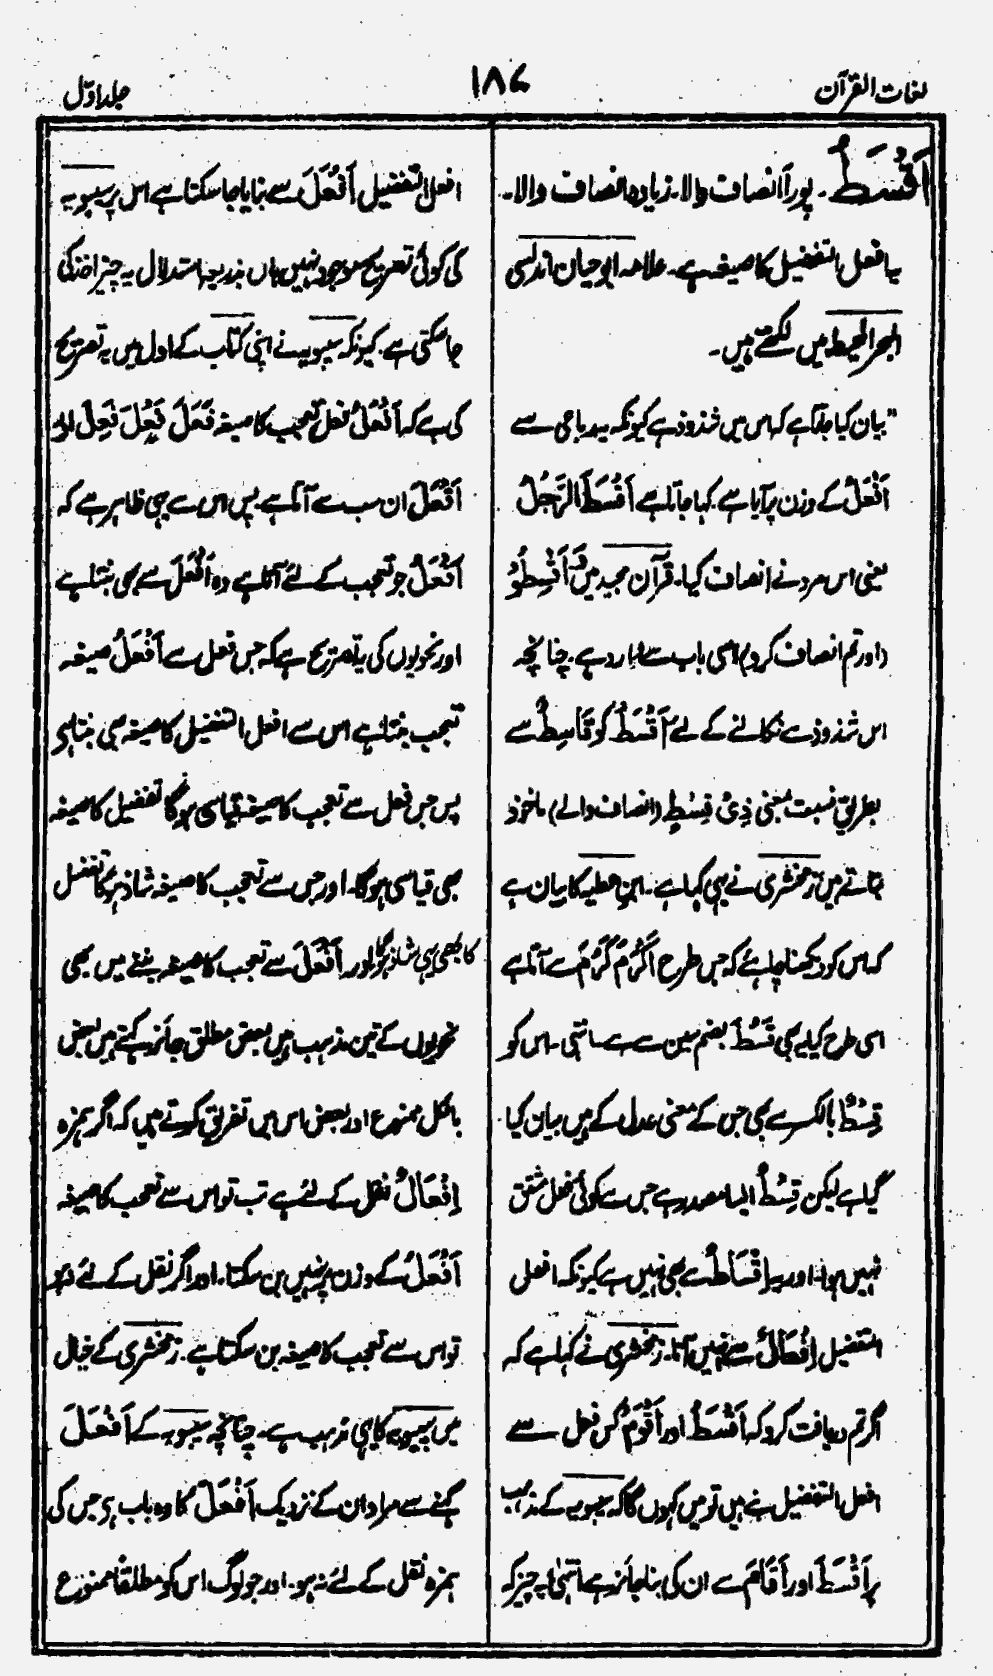 لغات القرآن
۱۸۶
جلد اوّل
اَقْسَطُ۔ پورا انصاف والا۔ زیادہ انصاف والا۔
یہ افعل التفضیل کا صیغہ ہے۔ علامہ ابو حیان اندلسی
البحر المحیط میں لکھتے ہیں۔
"بیان کیا جاتا ہے کہ اس میں شذوذ ہے کیونکہ یہ رباعی سے
اَفْعَلُ کے وزن پر آیا ہے۔ کہا جاتا ہے اَقْسَطَ الرَّجُلُ
یعنی اس مرد نے انصاف کیا۔ قرآن مجید میں وَاَقْسِطُوْ
(اور تم انصاف کرو) اسی باب سے وارد ہے۔ چنانچہ
اس شذوذ سے نکالنے کے لئے اَقْسَطُ کو قَاسِطٌ سے
بطریق نسبت بمعنی ذِیْ قِسْطٍ (انصاف والے) ماخوذ
بتاتے ہیں زمخشری نے یہی کہا ہے۔ ابن عطیہ کا بیان ہے
کہ اس کو دیکھنا چاہئے کہ جس طرح اَکْرَم کَرُمَ سے آتا ہے
اسی طرح کیا یہ بھی قَسُطَ بضم سین سے ہے۔ انتہی۔ اس کو
قِسْطٌ بالکسر سے بھی جس کے معنی عدل کے ہیں بیان کیا
گیا ہے لیکن قِسْطٌ ایسا مصدر ہے جس سے کوئی فعل مشتق
نہیں ہوا۔ اور یہ اِقْسَاطٌ سے بھی نہیں ہے کیونکہ افعل
التفضیل اِفْعَالٌ سے نہیں آتا۔ زمخشری نے کہا ہے کہ
اگر تم دریافت کرو کہ اَقْسَطُ اور اَقْوَمُ کس فعل سے
افعل التفضیل بنے ہیں تو میں کہوں گا کہ سیبویہ کے مذہب
پر اَقْسَطَ اور اَقَامَ سے ان کی بنا جائز ہے انتہیٰ یہ چیز کہ
افعل التفضیل اَفْعَلَ سے بنایا جا سکتا ہے اس پر سیبویہ
کی کوئی تصریح موجود نہیں ہاں بذریعہ استدلال یہ چیز اخذ کی
جا سکتی ہے۔ کیونکہ سیبویہ نے اپنی کتاب کے اول میں یہ تصریح
کی ہے کہ اَفْعَلُ فعل تعجب کا صیغہ فَعَلَ فَعُلَ فَعِلَ اور
اَفْعَلَ ان سب سے آتا ہے۔ پس اس سے یہی ظاہر ہے کہ
اَفْعَلُ جو تعجب کے لئے آتا ہے وہ اَفْعَلَ سے بھی بنتا ہے
اور نحویوں کی یہ تصریح ہے کہ جس فعل سے اَفْعَلُ صیغہ
تعجب بنتا ہے اس سے افعل التفضیل کا صیغہ بھی بنتا ہے
پس جس فعل سے تعجب کا صیغہ قیاسی ہوگا تفضیل کا صیغہ
بھی قیاسی ہوگا۔ اور جس سے تعجب کا صیغہ شاذ ہوگا تفضیل
کا بھی ہی شاذ ہوگا اور اَفْعَلَ سے تعجب کا صیغہ بننے میں بھی
نحویوں کے تین مذہب ہیں بعض مطلق جائز کہتے ہیں بعض
بالکل ممنوع اور بعض اس میں تفریق کرتے ہیں کہ اگر ہمزہ
اِفْعَالٌ نقل کے لئے ہے تب تو اس سے تعجب کا صیغہ
اَفْعَلُ کے وزن پر نہیں بن سکتا۔ اور اگر نقل کے لئے نہ ہو
تو اس سے تعجب کا صیغہ بن سکتا ہے۔ زمخشری کے خیال
میں سیبویہ کا یہی مذہب ہے۔ چنانچہ سیبویہ کے اَفْعَلَ
کہنے سے مراد ان کے نزدیک اَفْعَلَ کا وہ باب ہے جس کی
ہمزہ نقل کے لئے نہ ہو۔ اور جو لوگ اس کو مطلقاً ممنوع